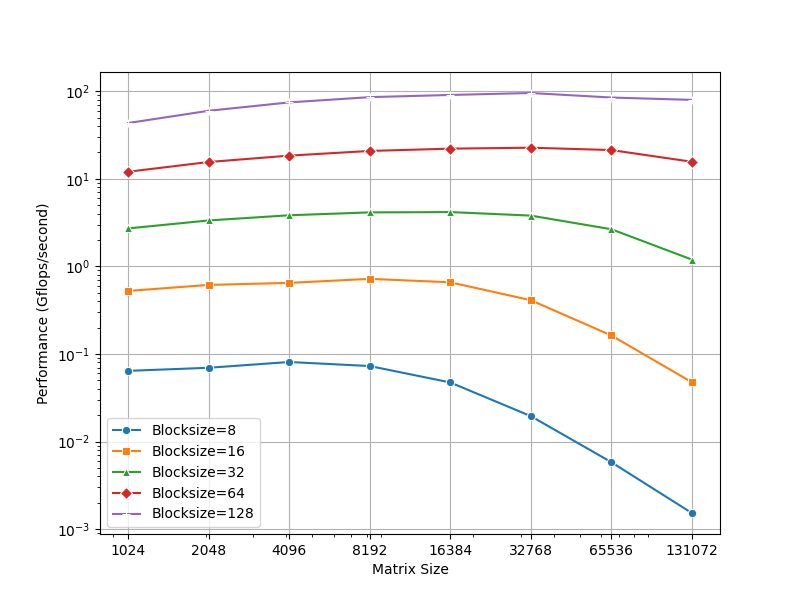 10²
10¹
10⁰
10⁻¹
10⁻²
10⁻³
Performance (Gflops/second)
Blocksize=8
Blocksize=16
Blocksize=32
Blocksize=64
Blocksize=128
1024 2048 4096 8192 16384 32768 65536 131072
Matrix Size